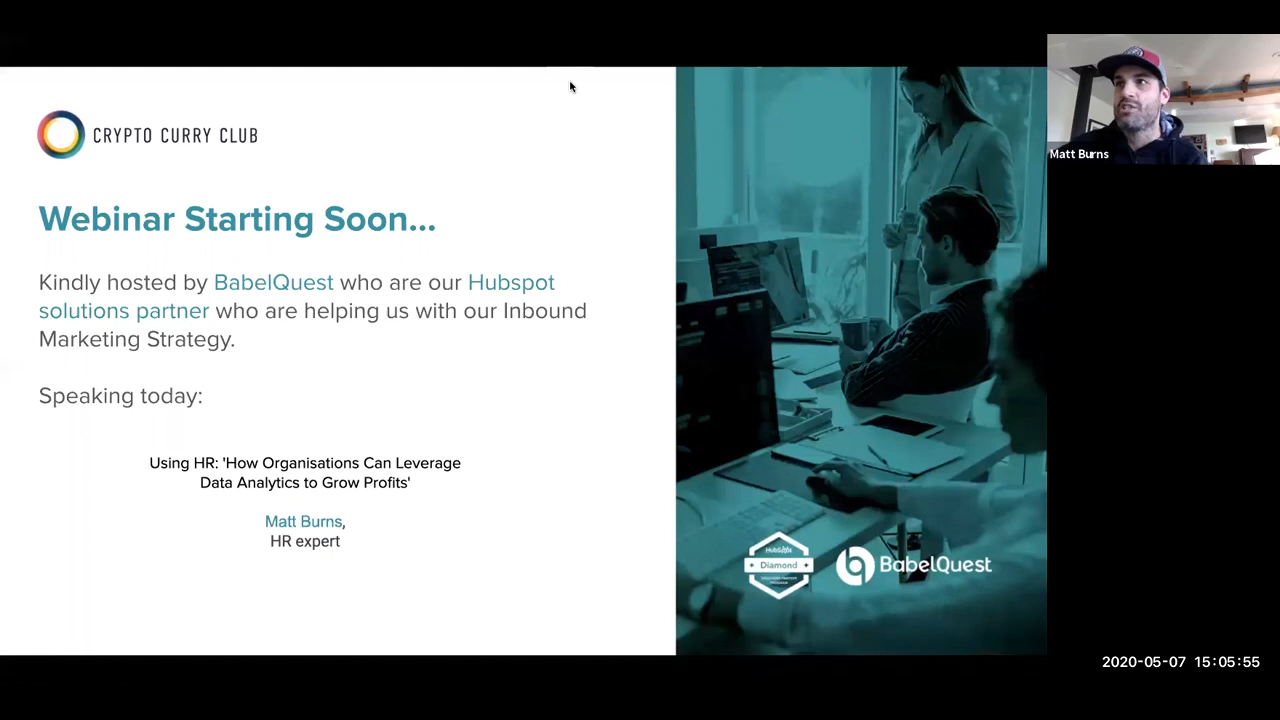 CRYPTO CURRY CLUB
Webinar Starting Soon...
Kindly hosted by BabelQuest who are our Hubspot
solutions partner who are helping us with our Inbound
Marketing Strategy.
Speaking today:
Using HR: 'How Organisations Can Leverage
Data Analytics to Grow Profits'
Matt Burns,
HR expert
HubSpot
Diamond
BabelQuest
Matt Burns
2020-05-07 15:05:55